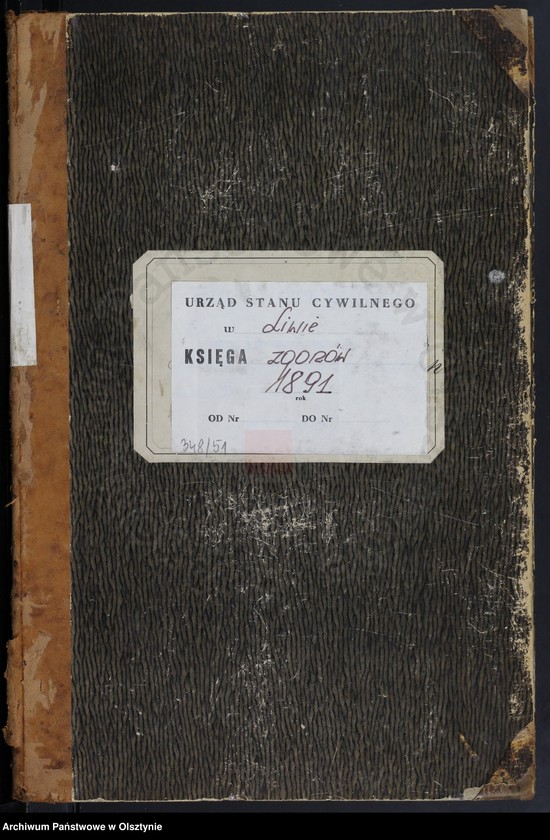 URZĄD STANU CYWILNEGO
w Liwie
KSIĘGA ZGONÓW
1891
rok
OD Nr DO Nr
348/51
Archiwum Państwowe w Olsztynie